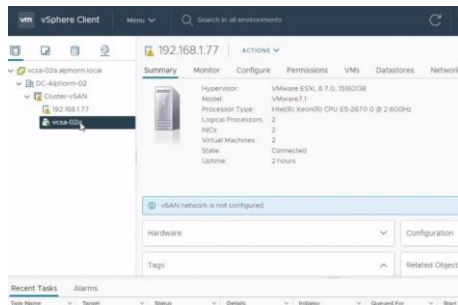 vm vSphere Client Menu Search in all environments
192.168.1.77 ACTIONS
Summary Monitor Configure Permissions VMs Datastores Network
vcsa-02a.alphorm.local
DC-Alphorm-02
Cluster-vSAN
192.168.1.77
vcsa-02a
Hypervisor: VMware ESXi, 6.7.0, 15160138
Model: VMware7,1
Processor Type: Intel(R) Xeon(R) CPU E5-2670 0 @ 2.60GHz
Logical Processors: 2
NICs: 2
Virtual Machines: 2
State: Connected
Uptime: 2 hours
vSAN network is not configured
Hardware
Configuration
Tags
Related Object
Recent Tasks Alarms
Task Name Target Status Details Initiator Queued For Start